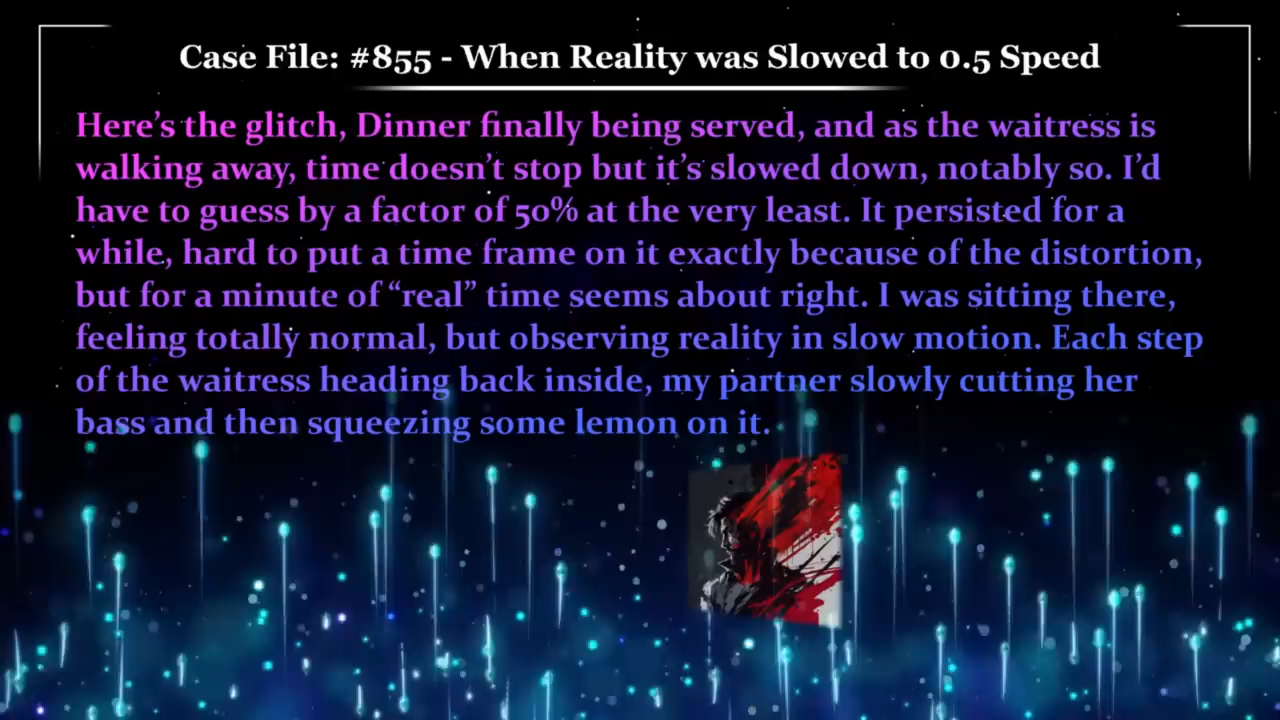 Case File: #855 - When Reality was Slowed to 0.5 Speed
Here’s the glitch, Dinner finally being served, and as the waitress is
walking away, time doesn’t stop but it’s slowed down, notably so. I’d
have to guess by a factor of 50% at the very least. It persisted for a
while, hard to put a time frame on it exactly because of the distortion,
but for a minute of “real” time seems about right. I was sitting there,
feeling totally normal, but observing reality in slow motion. Each step
of the waitress heading back inside, my partner slowly cutting her
bass and then squeezing some lemon on it.